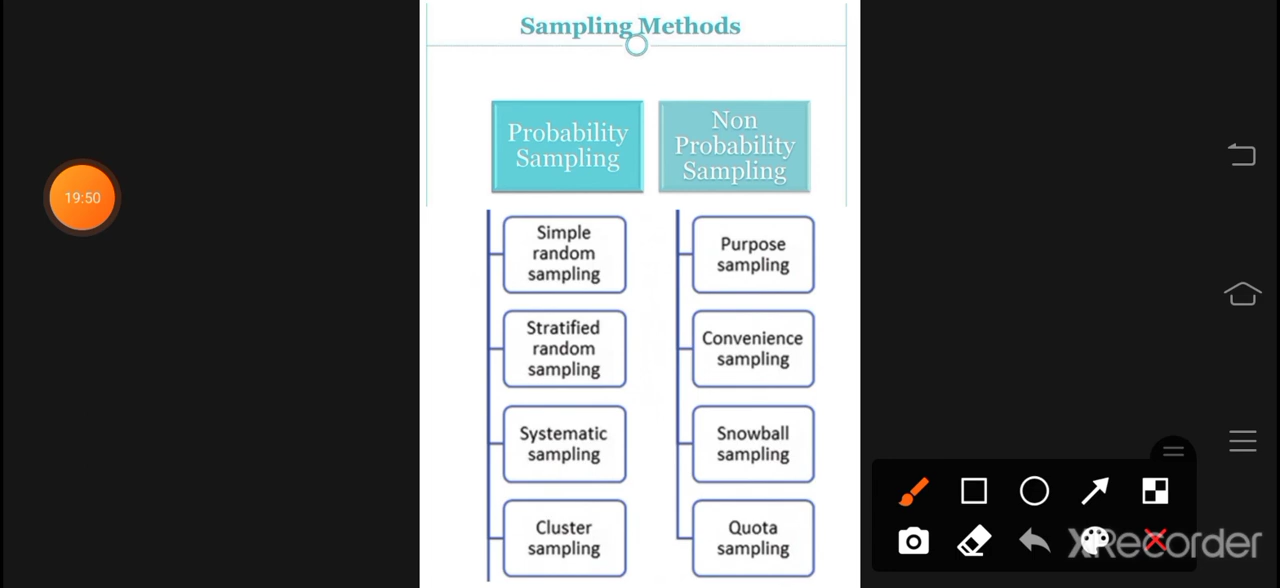 Sampling Methods
Probability
Sampling
Non
Probability
Sampling
19:50
Simple
random
sampling
Purpose
sampling
Stratified
random
sampling
Convenience
sampling
Systematic
sampling
Snowball
sampling
Cluster
sampling
Quota
sampling
XRecorder